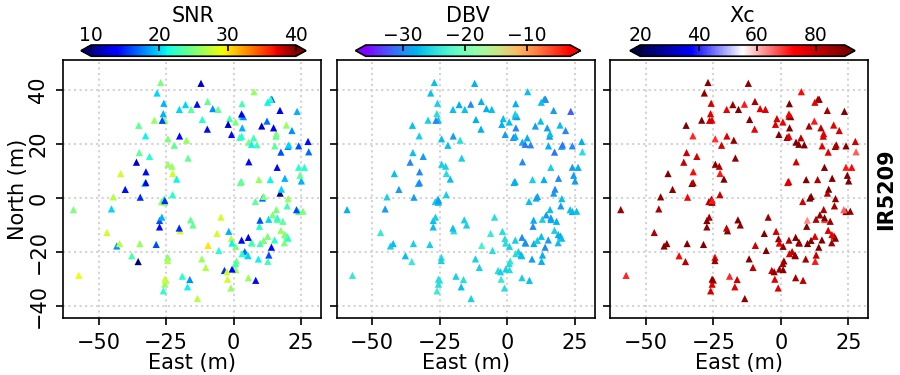 SNR DBV Xc
10 20 30 40 −30 −20 −10 20 40 60 80
North (m)
40
20
0
−20
−40
−50 −25 0 25 −50 −25 0 25 −50 −25 0 25
East (m) East (m) East (m)
IR5209